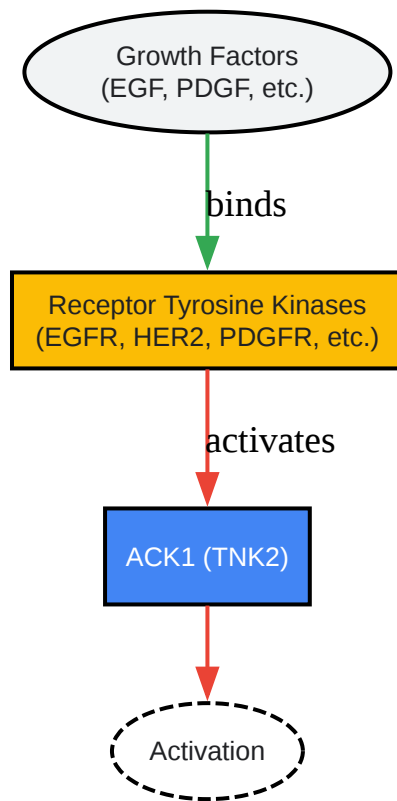 Growth Factors
(EGF, PDGF, etc.)
binds
Receptor Tyrosine Kinases
(EGFR, HER2, PDGFR, etc.)
activates
ACK1 (TNK2)
Activation